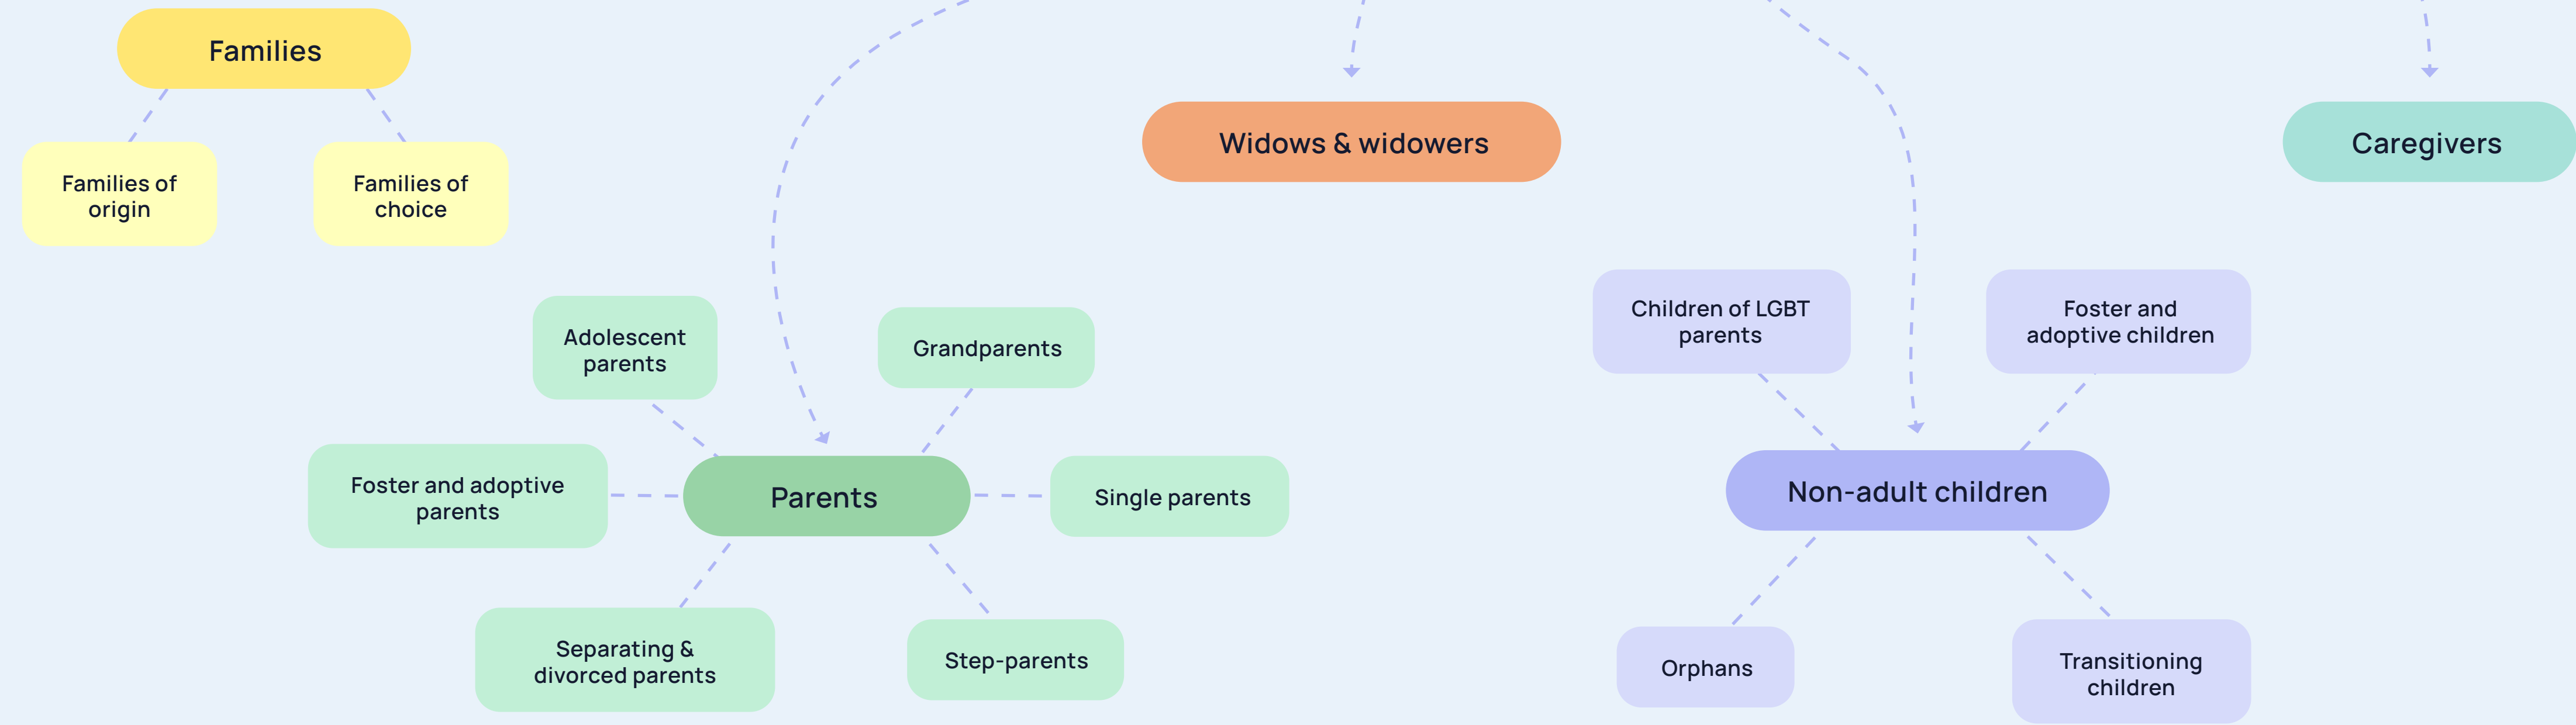 Families
Families of
origin
Families of
choice
Widows & widowers
Caregivers
Adolescent
parents
Grandparents
Foster and adoptive
parents
Parents
Single parents
Separating &
divorced parents
Step-parents
Children of LGBT
parents
Foster and
adoptive children
Non-adult children
Orphans
Transitioning
children